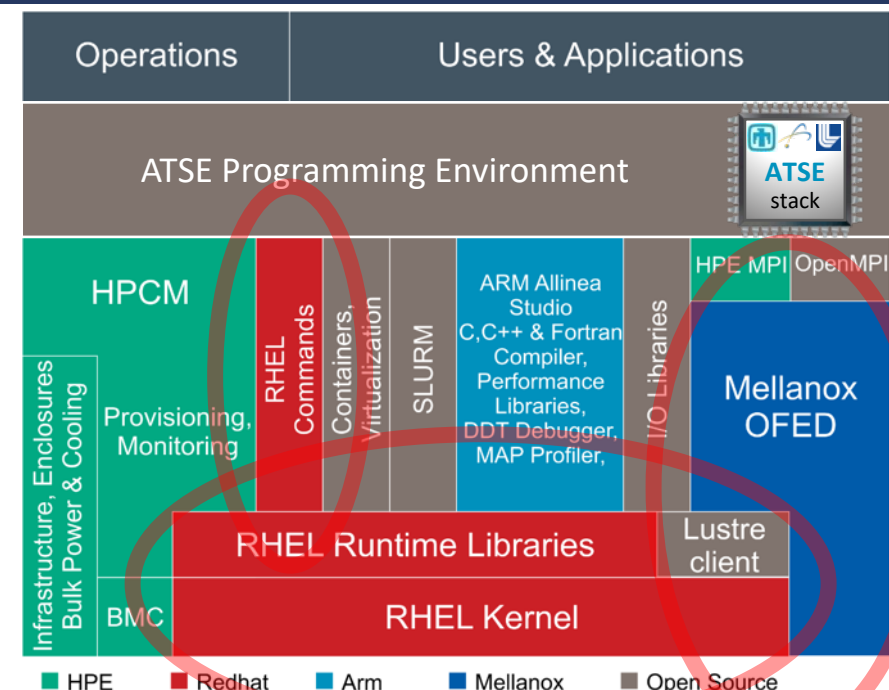 Operations
Users & Applications
ATSE Programming Environment
ATSE
stack
HPCM
RHEL
Commands
Containers,
Virtualization
SLURM
ARM Allinea
Studio
C,C++ & Fortran
Compiler,
Performance
Libraries,
DDT Debugger,
MAP Profiler,
I/O Libraries
HPE MPI
OpenMPI
Mellanox
OFED
Infrastructure, Enclosures
Bulk Power & Cooling
Provisioning,
Monitoring
RHEL Runtime Libraries
Lustre
client
BMC
RHEL Kernel
HPE
Redhat
Arm
Mellanox
Open Source